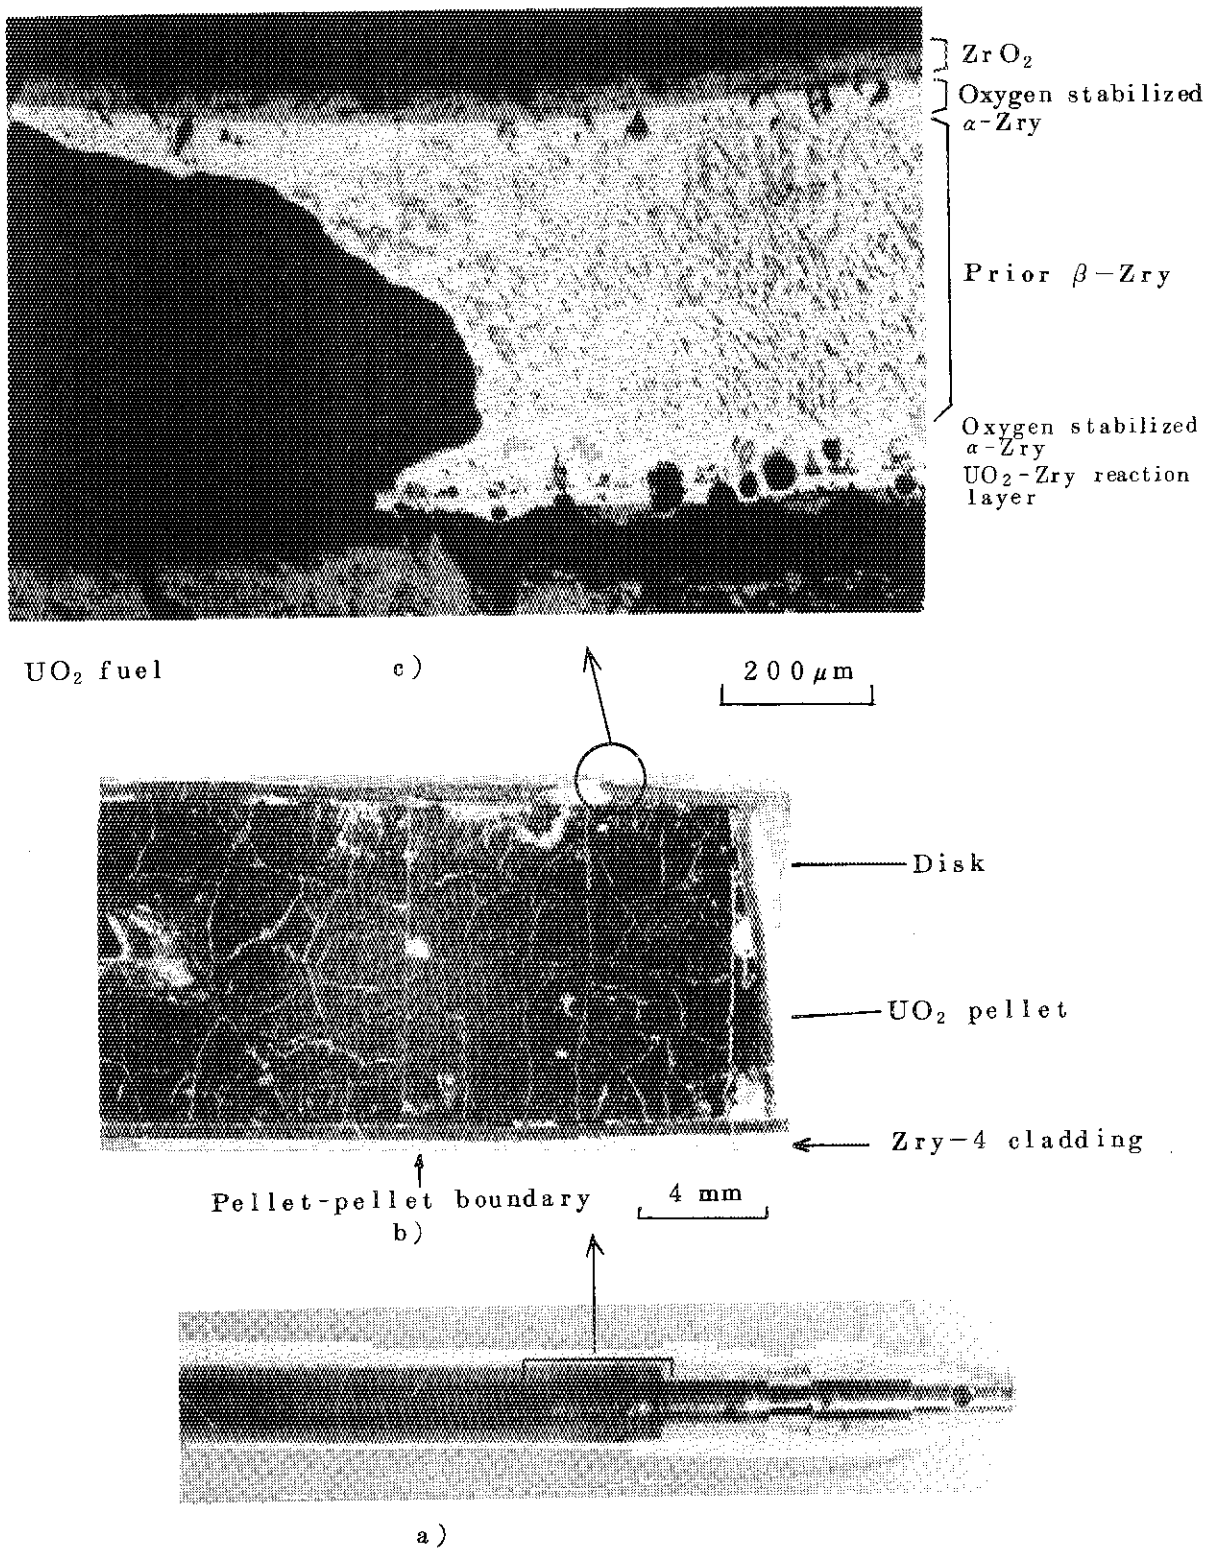 ZrO₂
Oxygen stabilized
α-Zry
Prior β-Zry
Oxygen stabilized
α-Zry
UO₂-Zry reaction
layer
UO₂ fuel
c)
200μm
Disk
UO₂ pellet
Zry-4 cladding
Pellet-pellet boundary
4 mm
b)
a)